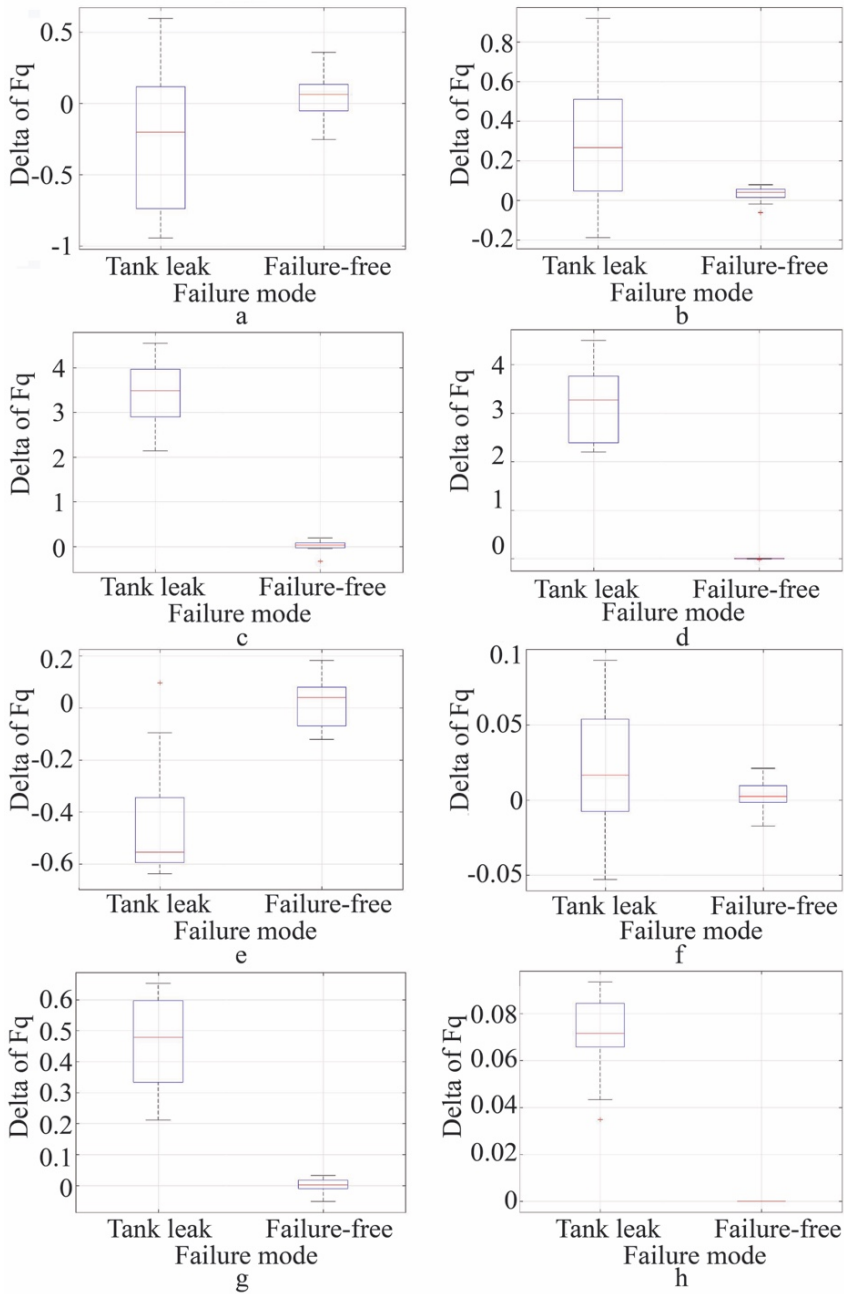 Delta of Fq
0.5
0
-0.5
-1
Tank leak Failure-free
Failure mode
a
Delta of Fq
0.8
0.6
0.4
0.2
0
-0.2
Tank leak Failure-free
Failure mode
b
Delta of Fq
4
3
2
1
0
Tank leak Failure-free
Failure mode
c
Delta of Fq
4
3
2
1
0
Tank leak Failure-free
Failure mode
d
Delta of Fq
0.2
0
-0.2
-0.4
-0.6
Tank leak Failure-free
Failure mode
e
Delta of Fq
0.1
0.05
0
-0.05
Tank leak Failure-free
Failure mode
f
Delta of Fq
0.6
0.5
0.4
0.3
0.2
0.1
0
Tank leak Failure-free
Failure mode
g
Delta of Fq
0.08
0.06
0.04
0.02
0
Tank leak Failure-free
Failure mode
h